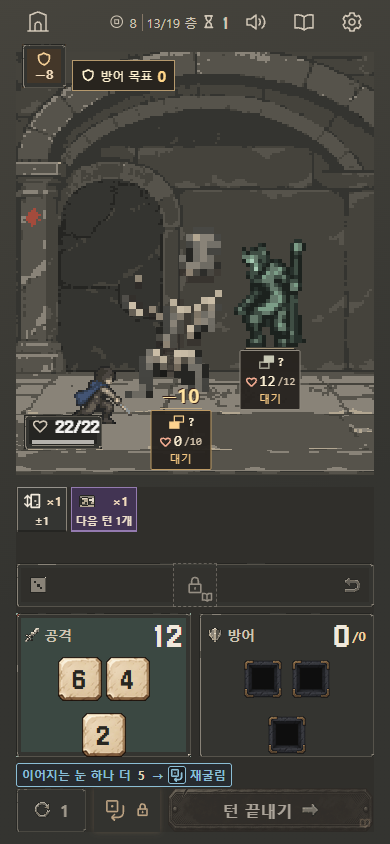 8 13/19 층 1
−8
방어 목표 0
?
12/12
대기
−10
?
0/10
대기
22/22
×1
±1
×1
다음 턴 1개
공격 12
방어 0/0
6 4
2
이어지는 눈 하나 더 5 → 재굴림
1
턴 끝내기